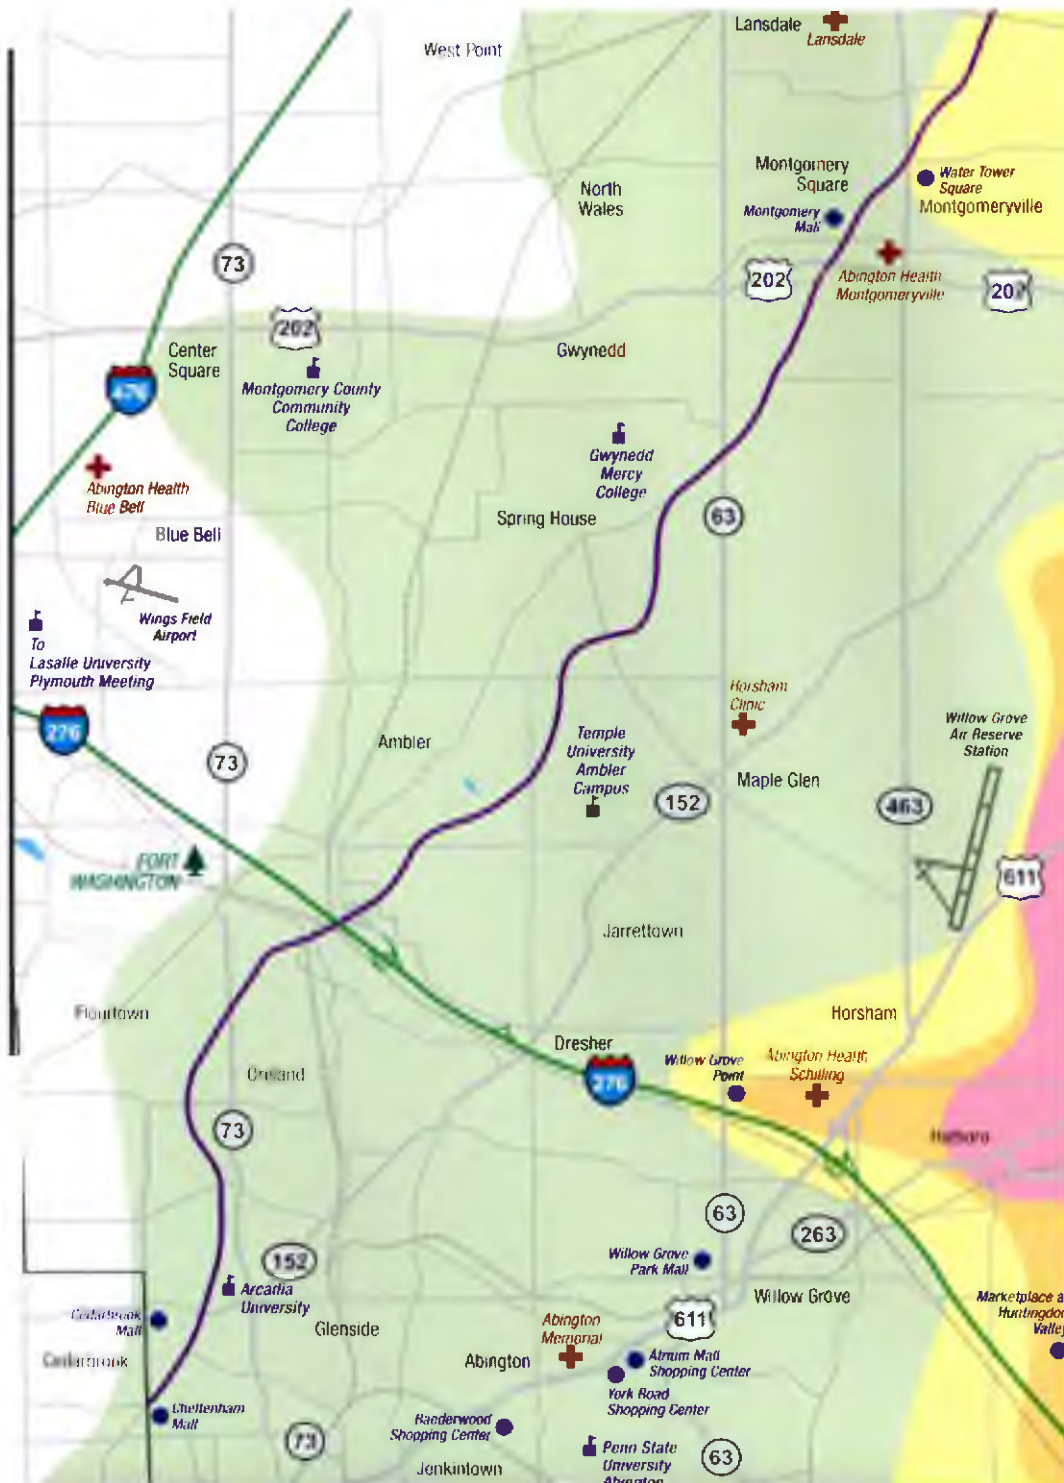 Lansdale
Lansdale
West Point
Montgomery
Square
Water Tower
Square
Montgomeryville
North
Wales
Montgomery
Mall
73
202
Abington Health
Montgomeryville
202
202
Center
Square
Gwynedd
476
Montgomery County
Community
College
Gwynedd
Mercy
College
Abington Health
Blue Bell
Spring House
63
Blue Bell
Wings Field
Airport
To
Lasalle University
Plymouth Meeting
Horsham
Clinic
Willow Grove
Air Reserve
Station
276
Ambler
Temple
University
Ambler
Campus
73
Maple Glen
152
463
FORT
WASHINGTON
611
Jarrettown
Flourtown
Horsham
Dresher
Willow Grove
Point
Abington Health
Schilling
Oreland
276
73
Hatboro
63
263
152
Willow Grove
Park Mall
Arcadia
University
Willow Grove
Marketplace at
Huntingdon
Valley
Cedarbrook
Mall
Glenside
Abington
Memorial
611
Cedarbrook
Abington
Atrium Mall
Shopping Center
York Road
Shopping Center
Cheltenham
Mall
Baederwood
Shopping Center
73
Penn State
University
Abington
63
Jenkintown